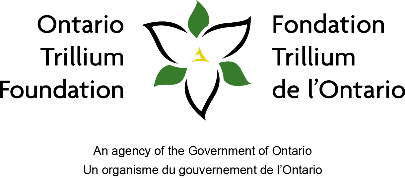 Ontario
Trillium
Foundation
Fondation
Trillium
de l'Ontario
An agency of the Government of Ontario
Un organisme du gouvernement de l'Ontario